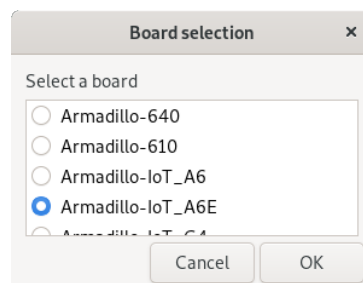 Board selection
×
Select a board
Armadillo-640
Armadillo-610
Armadillo-IoT_A6
Armadillo-IoT_A6E
Cancel
OK